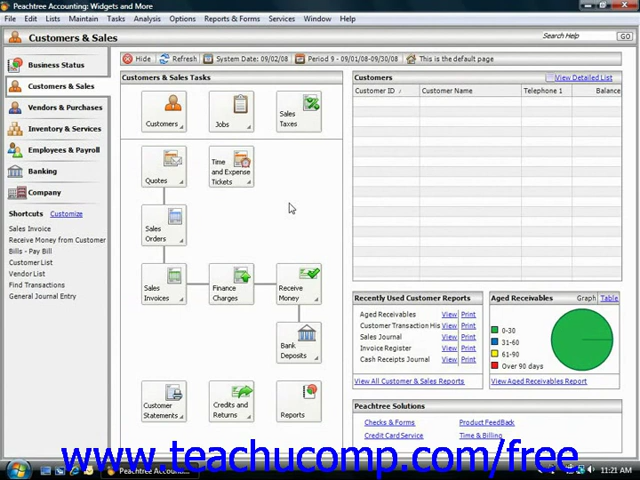 Peachtree Accounting: Widgets and More
File Edit Lists Maintain Tasks Analysis Options Reports & Forms Services Window Help
Customers & Sales
Search Help GO
Business Status
Customers & Sales
Vendors & Purchases
Inventory & Services
Employees & Payroll
Banking
Company
Shortcuts Customize
Sales Invoice
Receive Money from Customer
Bills - Pay Bill
Customer List
Vendor List
Find Transactions
General Journal Entry
Hide Refresh System Date: 09/02/08 Period 9 - 09/01/08-09/30/08 This is the default page
Customers & Sales Tasks
Customers
Jobs
Sales
Taxes
Quotes
Time
and Expense
Tickets
Sales
Orders
Sales
Invoices
Finance
Charges
Receive
Money
Bank
Deposits
Customer
Statements
Credits and
Returns
Reports
Customers View Detailed List
Customer ID Customer Name Telephone 1 Balance
Recently Used Customer Reports
Aged Receivables View Print
Customer Transaction His View Print
Sales Journal View Print
Invoice Register View Print
Cash Receipts Journal View Print
View All Customer & Sales Reports
Aged Receivables Graph Table
0-30
31-60
61-90
Over 90 days
View Aged Receivables Report
Peachtree Solutions
Checks & Forms Product FeedBack
Credit Card Service Time & Billing
www.teachucomp.com/free
Peachtree Account...
11:21 AM